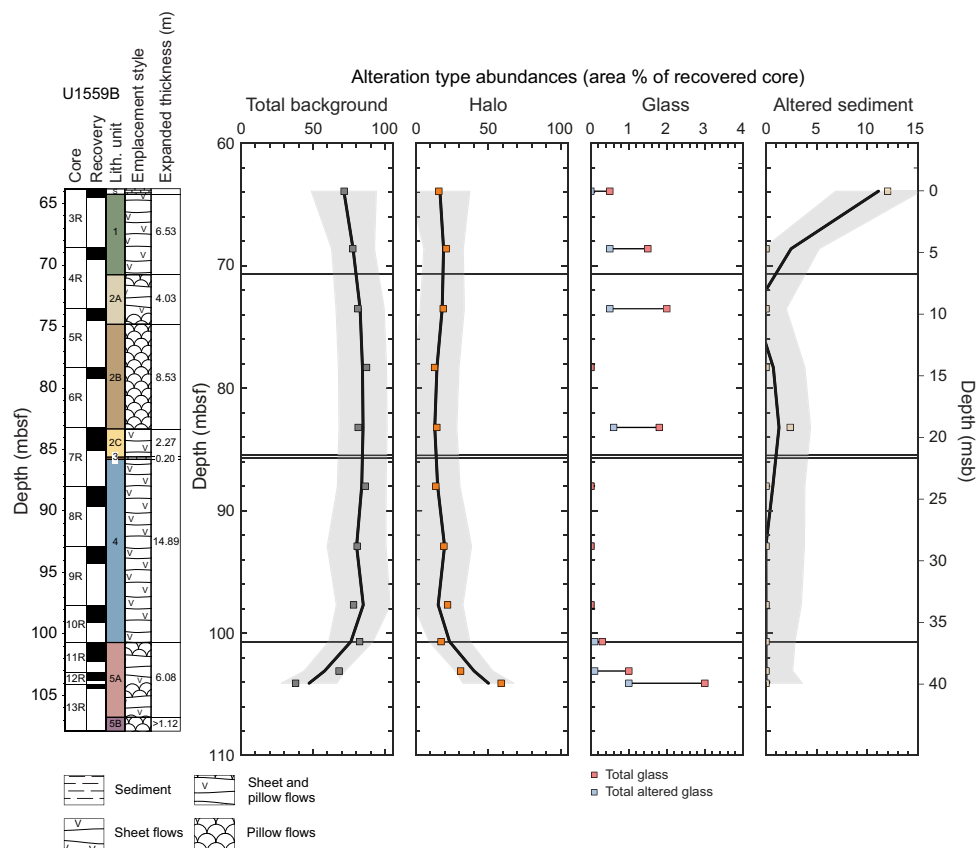 Alteration type abundances (area % of recovered core)
U1559B
Core
Recovery
Lith. unit
Emplacement style
Expanded thickness (m)
Total background
Halo
Glass
Altered sediment
0 50 100
0 50 100
0 1 2 3 4
0 5 10 15
Depth (mbsf)
65
70
75
80
85
90
95
100
105
3R
4R
5R
6R
7R
8R
9R
10R
11R
12R
13R
S
1
2A
2B
2C
3
4
5A
5B
6.53
4.03
8.53
2.27
0.20
14.89
6.08
>1.12
Depth (mbsf)
60
70
80
90
100
110
Depth (msb)
0
5
10
15
20
25
30
35
40
Sediment
Sheet flows
Sheet and
pillow flows
Pillow flows
Total glass
Total altered glass